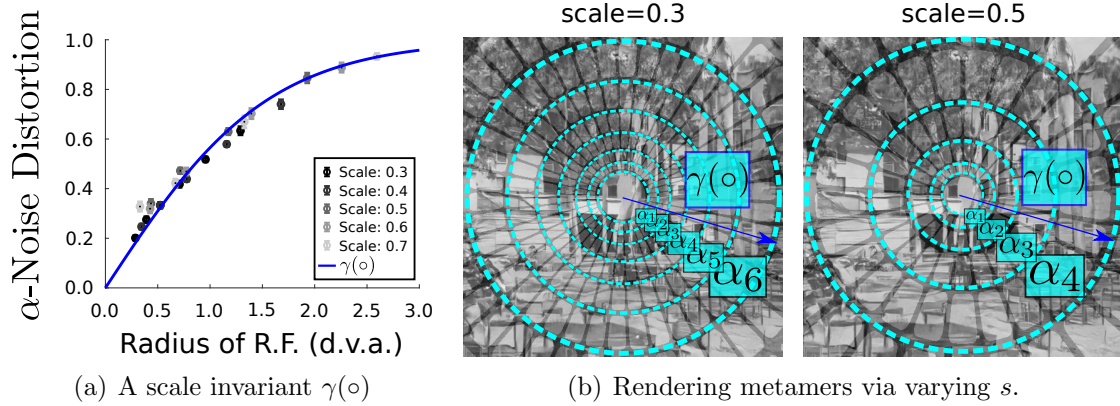 scale=0.3
scale=0.5
α-Noise Distortion
1.0
0.8
0.6
0.4
0.2
0.0
0.0 0.5 1.0 1.5 2.0 2.5 3.0
Radius of R.F. (d.v.a.)
Scale: 0.3
Scale: 0.4
Scale: 0.5
Scale: 0.6
Scale: 0.7
γ(∘)
γ(∘)
α₁
α₂
α₃
α₄
α₅
α₆
γ(∘)
α₁
α₂
α₃
α₄
(a) A scale invariant γ(∘)
(b) Rendering metamers via varying s.